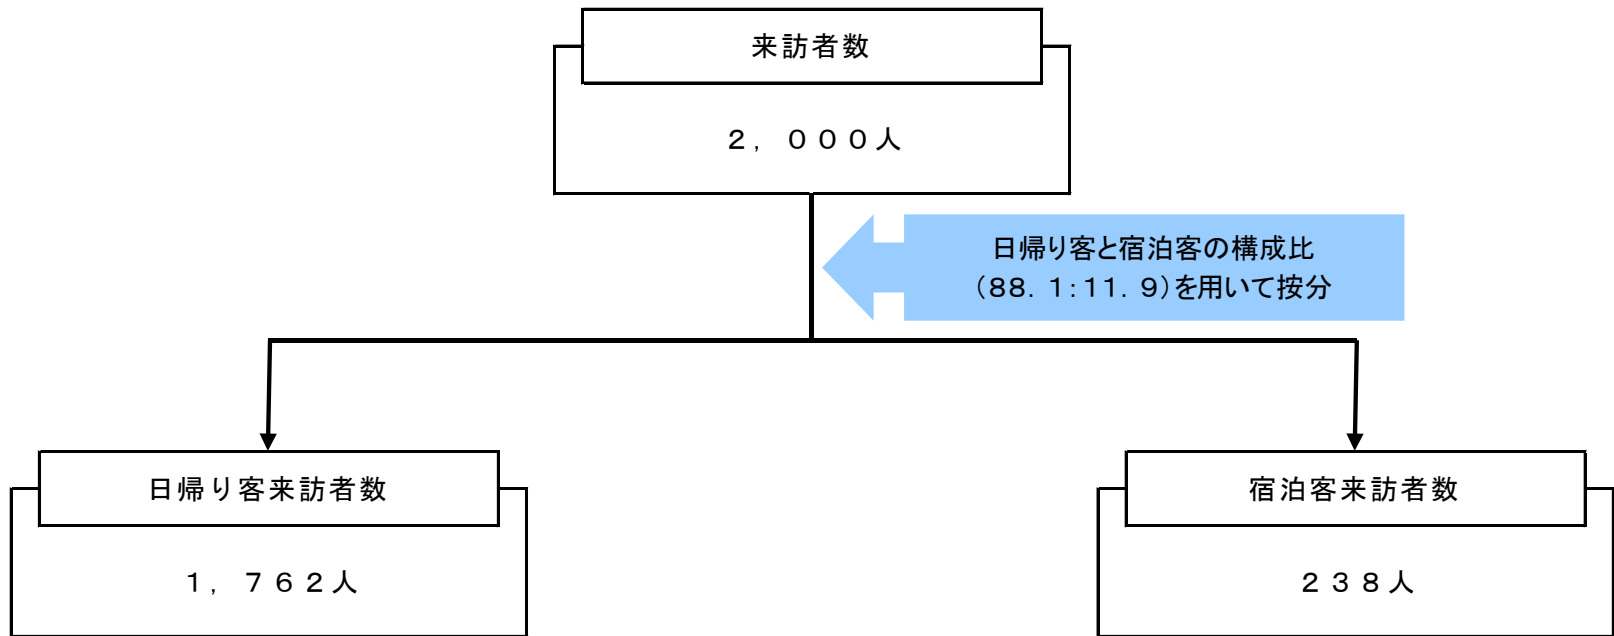 来訪者数
２，０００人
日帰り客と宿泊客の構成比
（８８．１：１１．９）を用いて按分
日帰り客来訪者数
宿泊客来訪者数
１，７６２人
２３８人